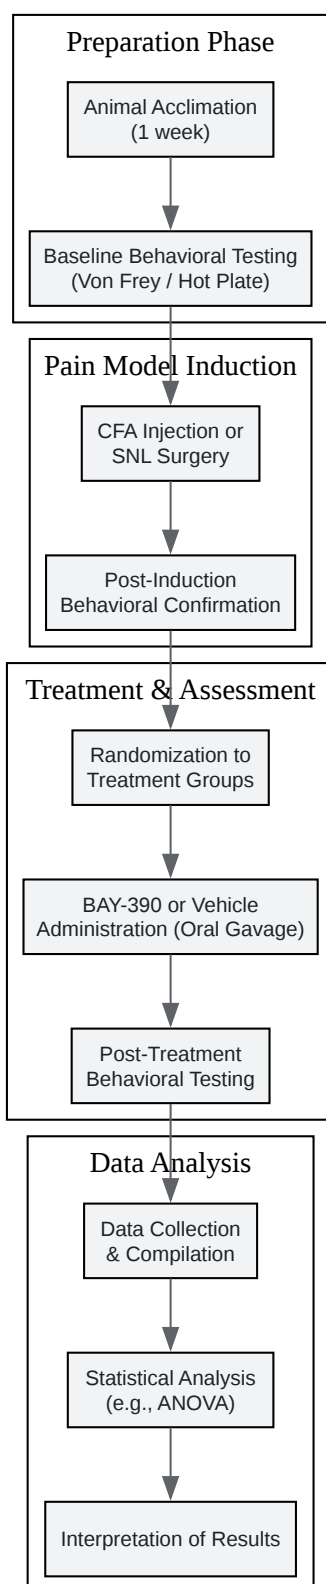 Preparation Phase
Animal Acclimation
(1 week)
Baseline Behavioral Testing
(Von Frey / Hot Plate)
Pain Model Induction
CFA Injection or
SNL Surgery
Post-Induction
Behavioral Confirmation
Treatment & Assessment
Randomization to
Treatment Groups
BAY-390 or Vehicle
Administration (Oral Gavage)
Post-Treatment
Behavioral Testing
Data Analysis
Data Collection
& Compilation
Statistical Analysis
(e.g., ANOVA)
Interpretation of Results